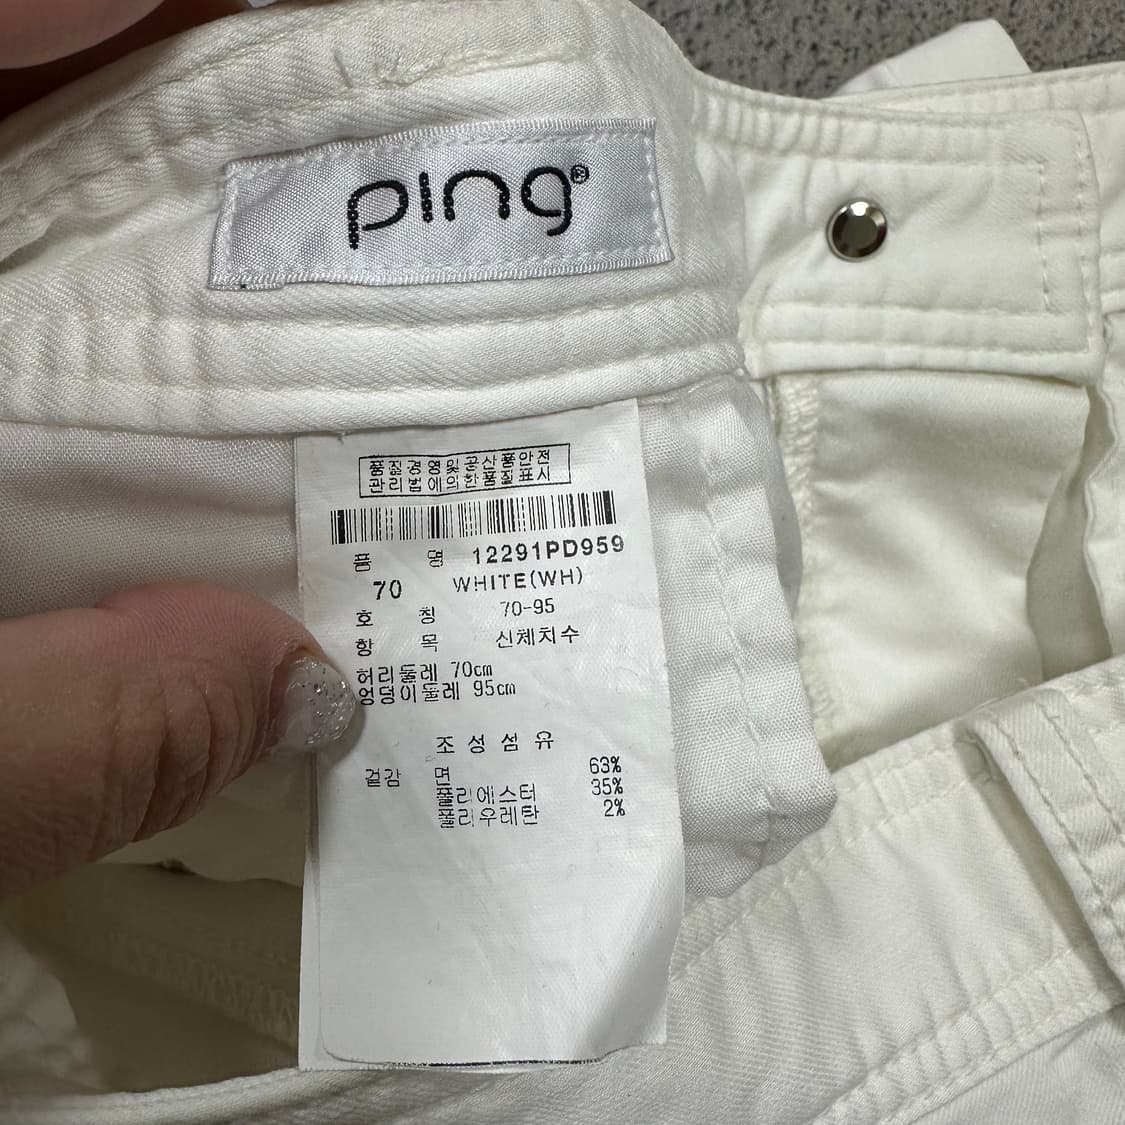 ping®
품질경영및공산품안전
관리법에의한품질표시
품 명 12291PD959
70 WHITE(WH)
호 칭 70-95
항 목 신체치수
허리둘레 70cm
엉덩이둘레 95cm
조성섬유
겉감 면 63%
폴리에스터 35%
폴리우레탄 2%